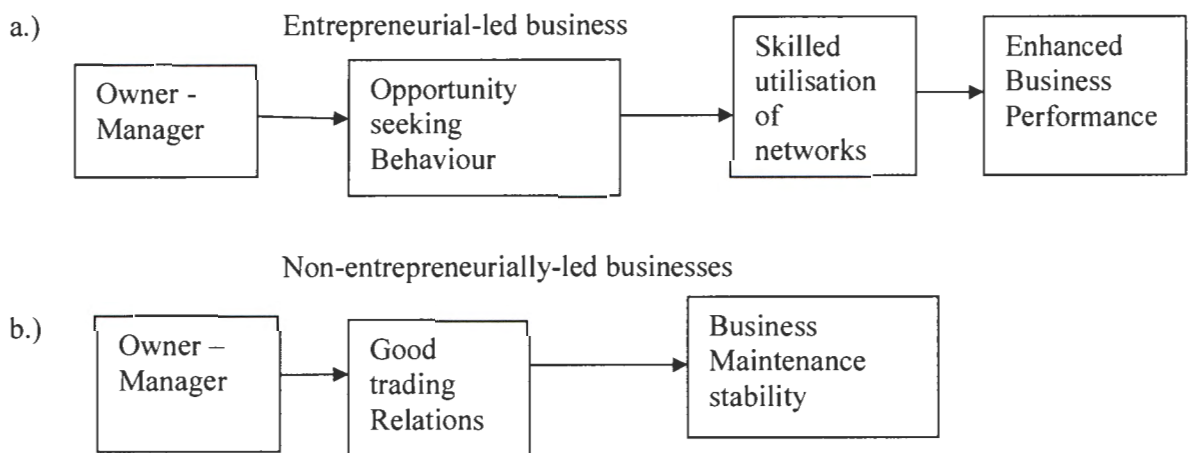 a.)
Entrepreneurial-led business
Owner -
Manager
Opportunity
seeking
Behaviour
Skilled
utilisation
of
networks
Enhanced
Business
Performance
Non-entrepreneurially-led businesses
b.)
Owner –
Manager
Good
trading
Relations
Business
Maintenance
stability